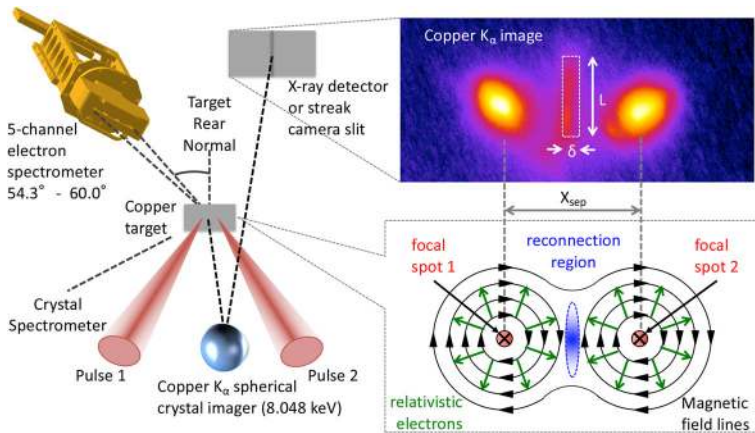 5-channel
electron
spectrometer
54.3° - 60.0°
Target
Rear
Normal
X-ray detector
or streak
camera slit
Copper
target
Crystal
Spectrometer
Pulse 1
Pulse 2
Copper Kα spherical
crystal imager (8.048 keV)
Copper Kα image
L
δ
Xsep
focal
spot 1
reconnection
region
focal
spot 2
relativistic
electrons
Magnetic
field lines